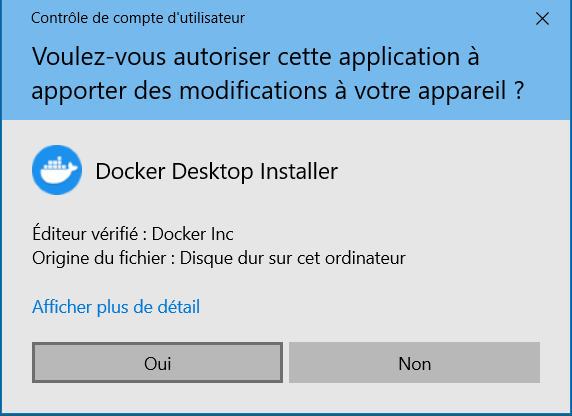 Contrôle de compte d'utilisateur
Voulez-vous autoriser cette application à
apporter des modifications à votre appareil ?
Docker Desktop Installer
Éditeur vérifié : Docker Inc
Origine du fichier : Disque dur sur cet ordinateur
Afficher plus de détail
Oui
Non